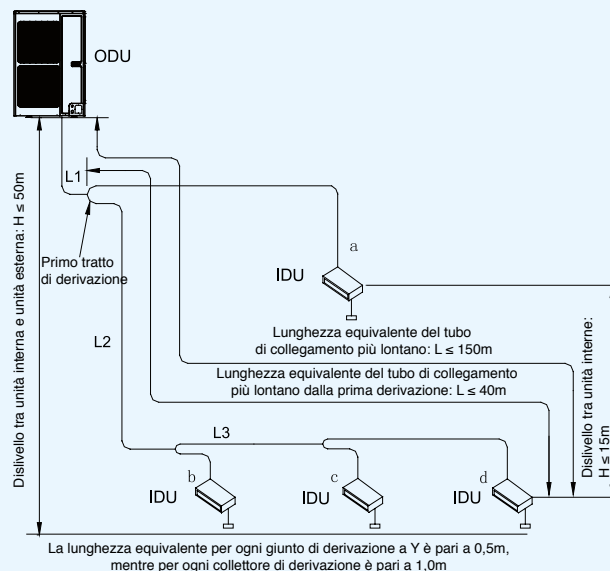 ODU
L1
Primo tratto
di derivazione
a
IDU
Dislivello tra unità interna e unità esterna: H ≤ 50m
L2
Lunghezza equivalente del tubo
di collegamento più lontano: L ≤ 150m
Lunghezza equivalente del tubo di collegamento
più lontano dalla prima derivazione: L ≤ 40m
Dislivello tra unità interne:
H ≤ 15m
L3
b
IDU
c
IDU
d
IDU
La lunghezza equivalente per ogni giunto di derivazione a Y è pari a 0,5m,
mentre per ogni collettore di derivazione è pari a 1,0m